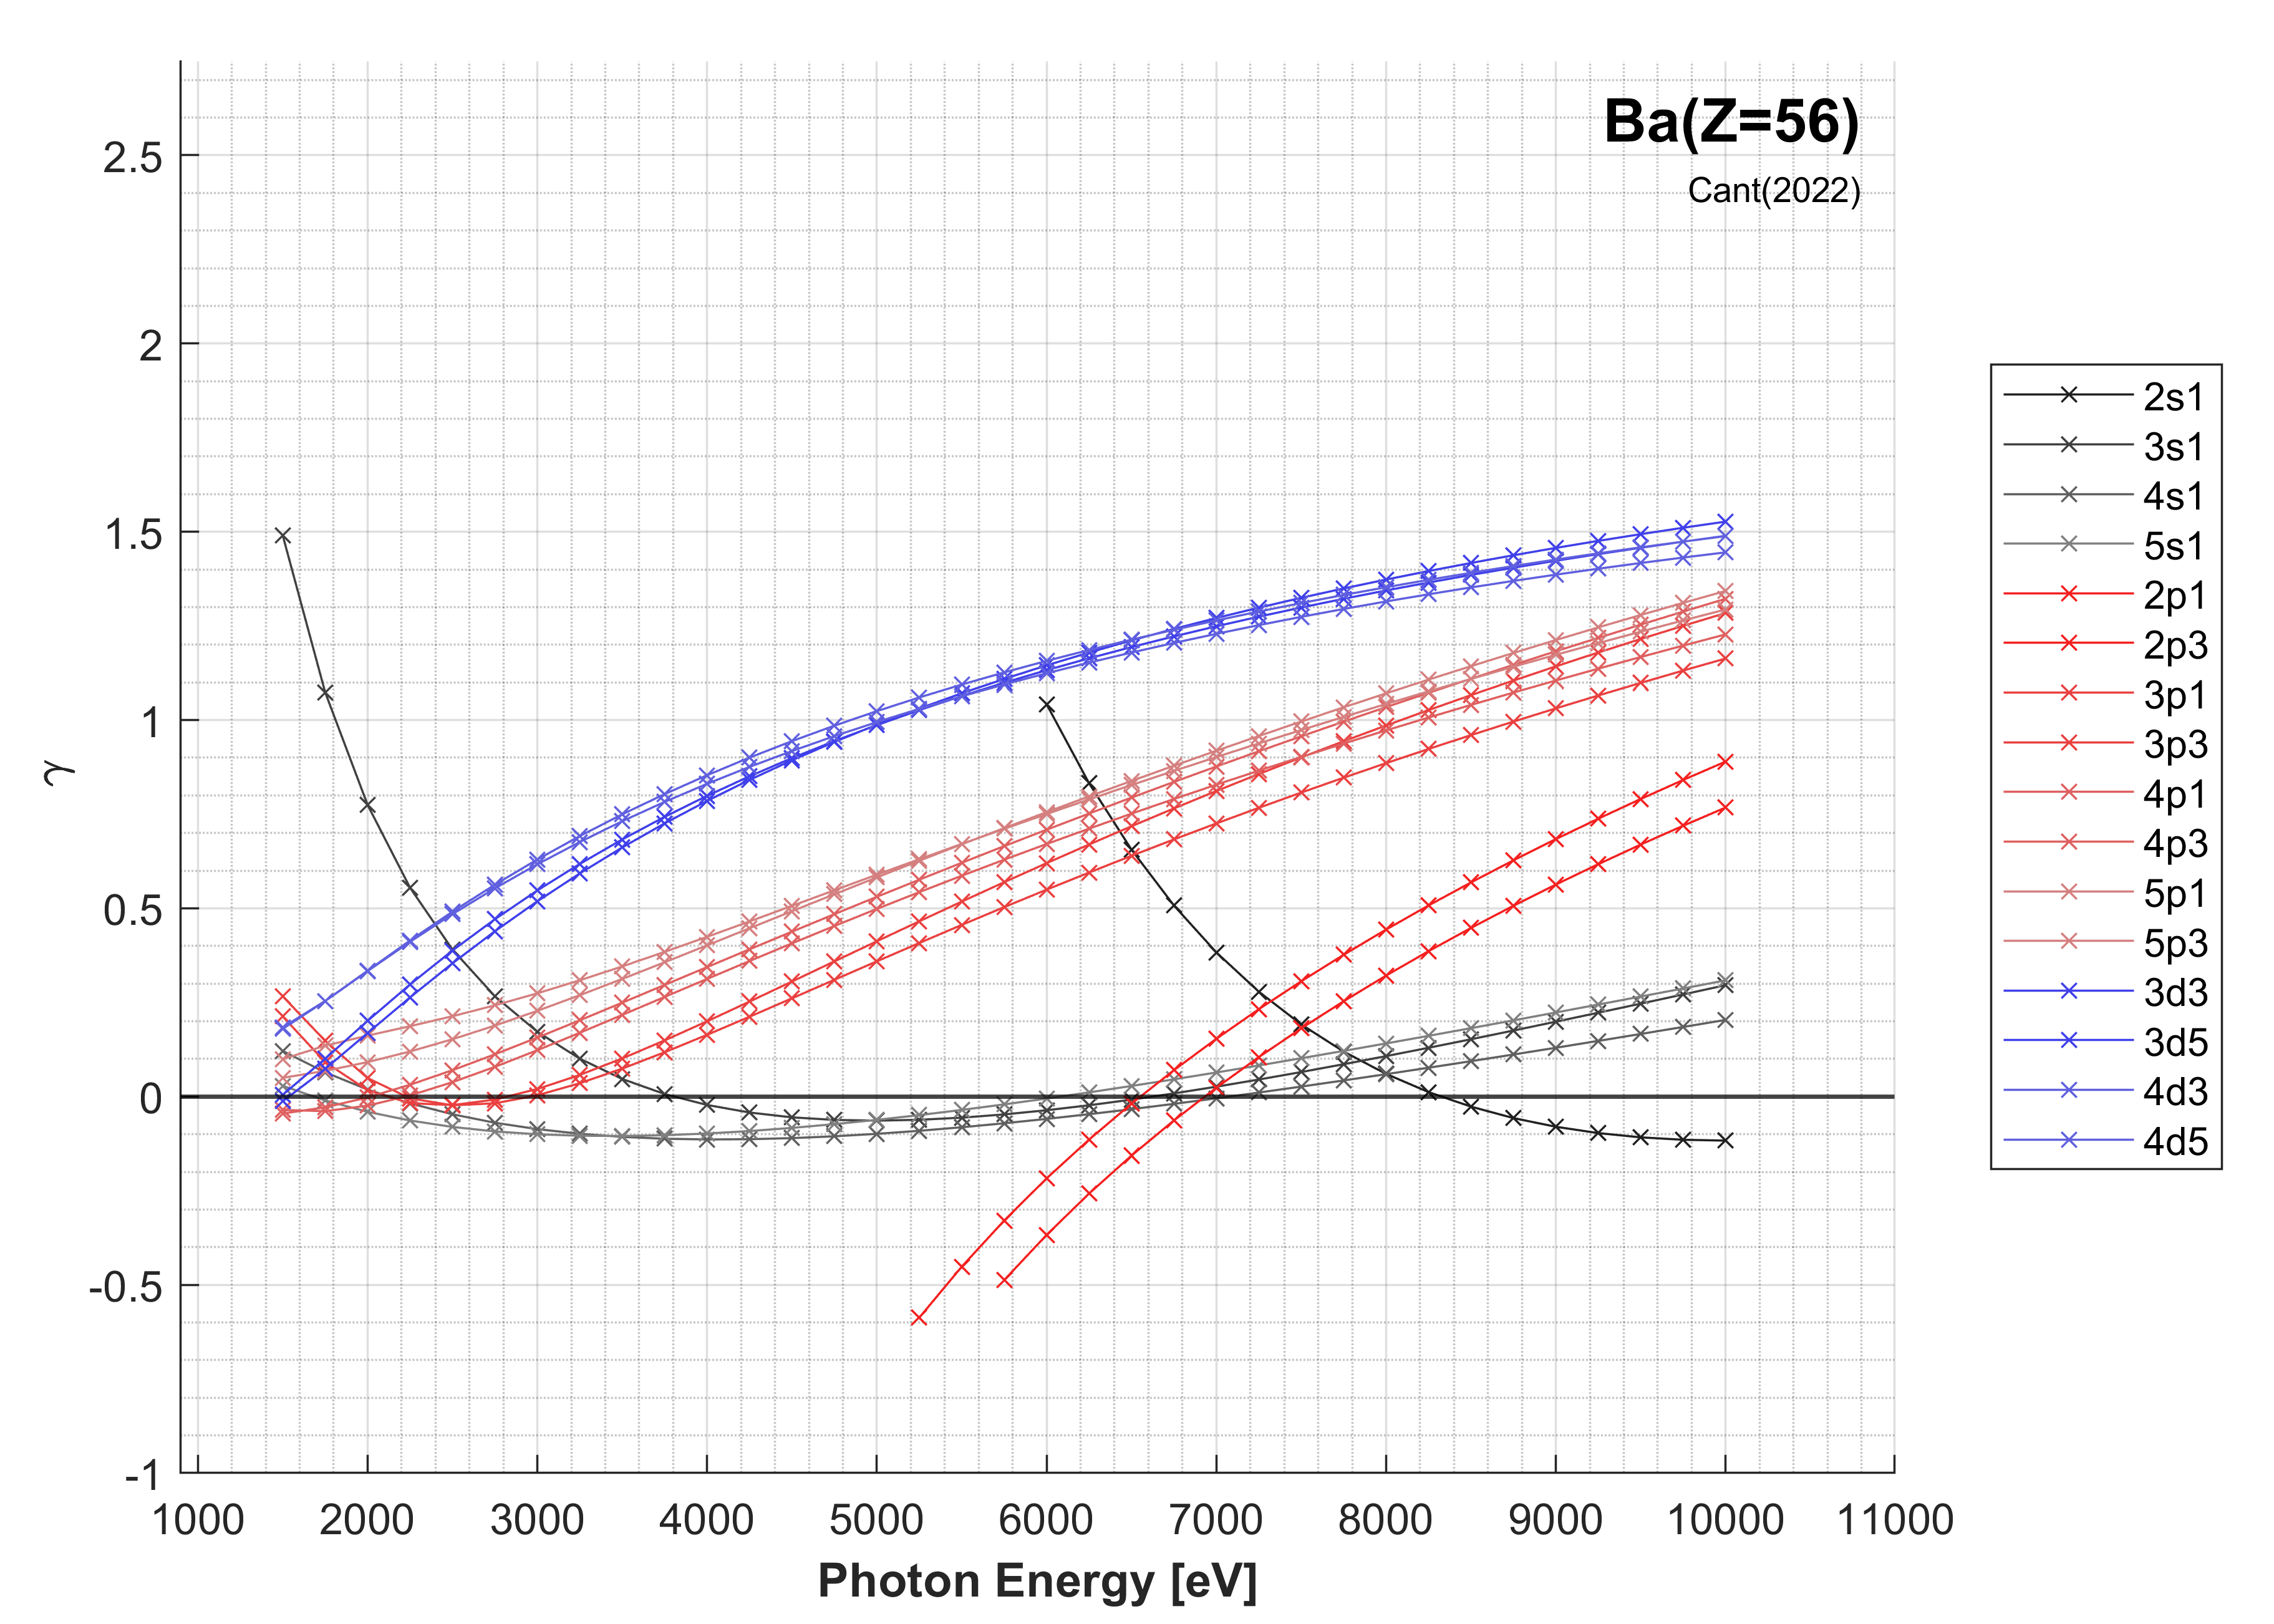 Ba(Z=56)
Cant(2022)
2.5
2
1.5
1
0.5
0
-0.5
-1
γ
1000 2000 3000 4000 5000 6000 7000 8000 9000 10000 11000
Photon Energy [eV]
2s1
3s1
4s1
5s1
2p1
2p3
3p1
3p3
4p1
4p3
5p1
5p3
3d3
3d5
4d3
4d5